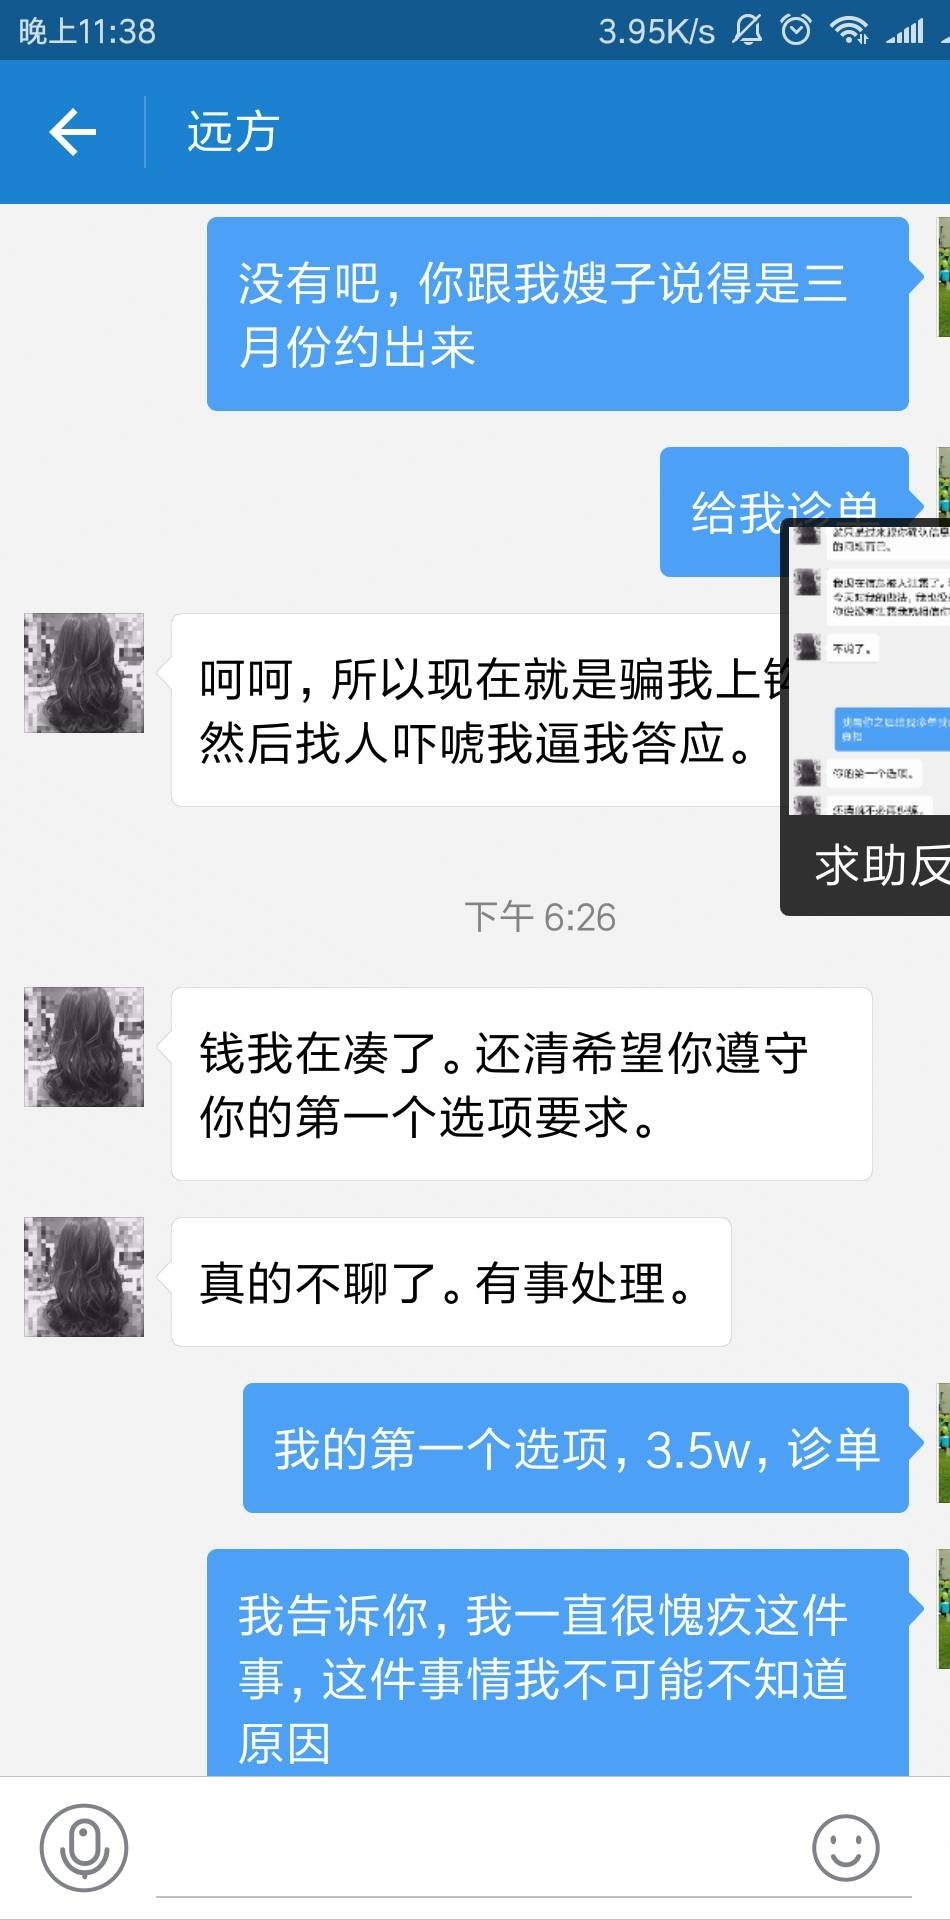 晚上11:38
3.95K/s
远方
没有吧，你跟我嫂子说得是三
月份约出来
给我诊单
呵呵，所以现在就是骗我上钩
然后找人吓唬我逼我答应。
的问题而已。
不说了。
你的第一个选项。
求助反
下午 6:26
钱我在凑了。还清希望你遵守
你的第一个选项要求。
真的不聊了。有事处理。
我的第一个选项，3.5w，诊单
我告诉你，我一直很愧疚这件
事，这件事情我不可能不知道
原因